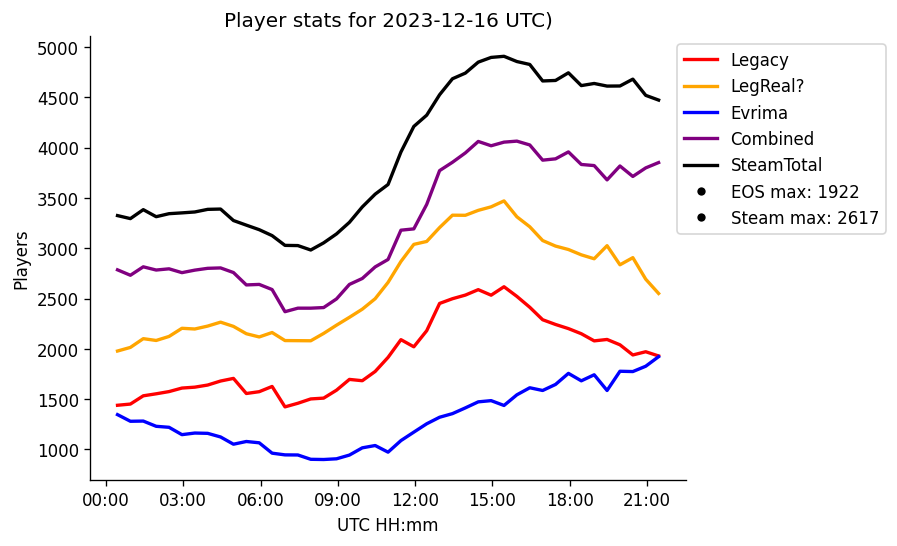 Player stats for 2023-12-16 UTC)
5000
4500
4000
3500
3000
2500
2000
1500
1000
Players
00:00 03:00 06:00 09:00 12:00 15:00 18:00 21:00
UTC HH:mm
Legacy
LegReal?
Evrima
Combined
SteamTotal
EOS max: 1922
Steam max: 2617